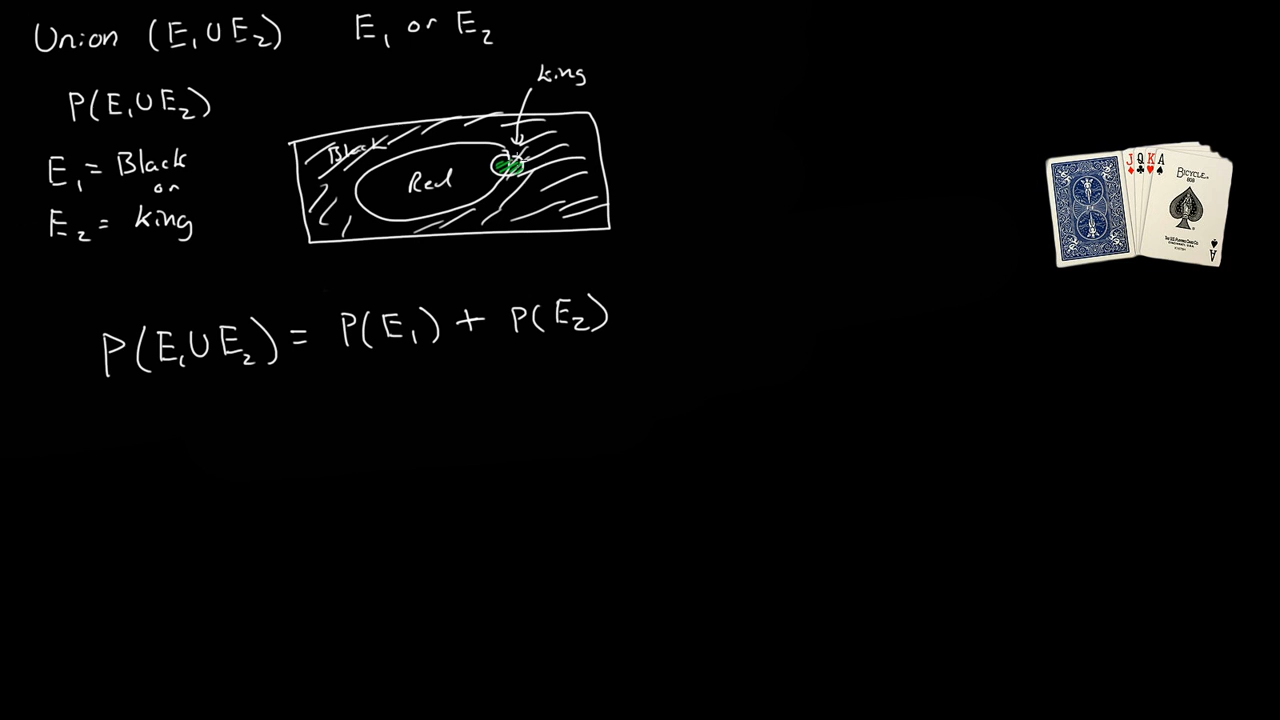 Union (E₁ ∪ E₂)
E₁ or E₂
king
P(E₁ ∪ E₂)
Black
Red
E₁ = Black
or
E₂ = king
P(E₁ ∪ E₂) = P(E₁) + P(E₂)
J Q K A
BICYCLE
808
A